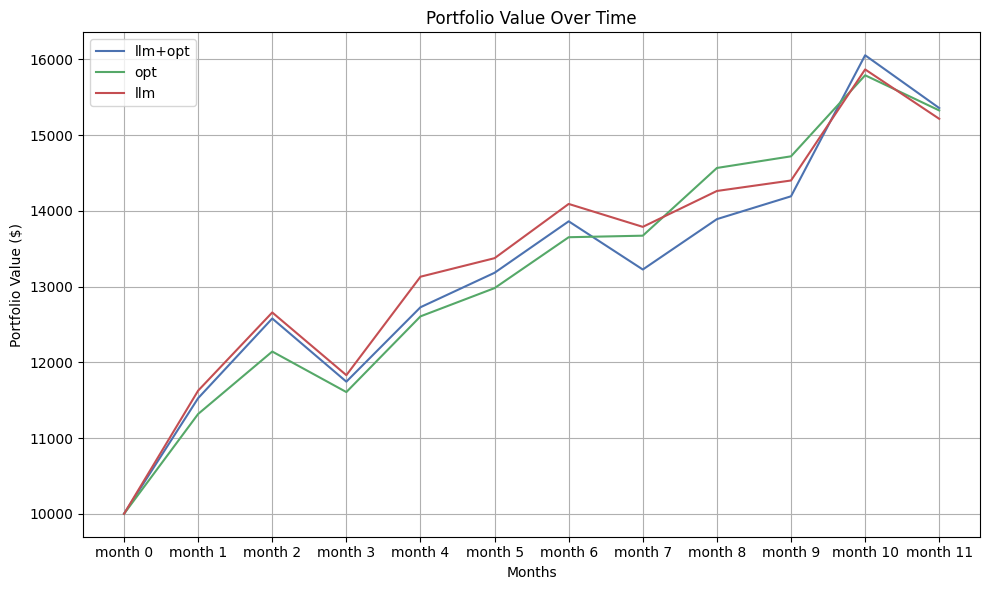 Portfolio Value Over Time
llm+opt
opt
llm
Portfolio Value ($)
16000
15000
14000
13000
12000
11000
10000
month 0 month 1 month 2 month 3 month 4 month 5 month 6 month 7 month 8 month 9 month 10 month 11
Months